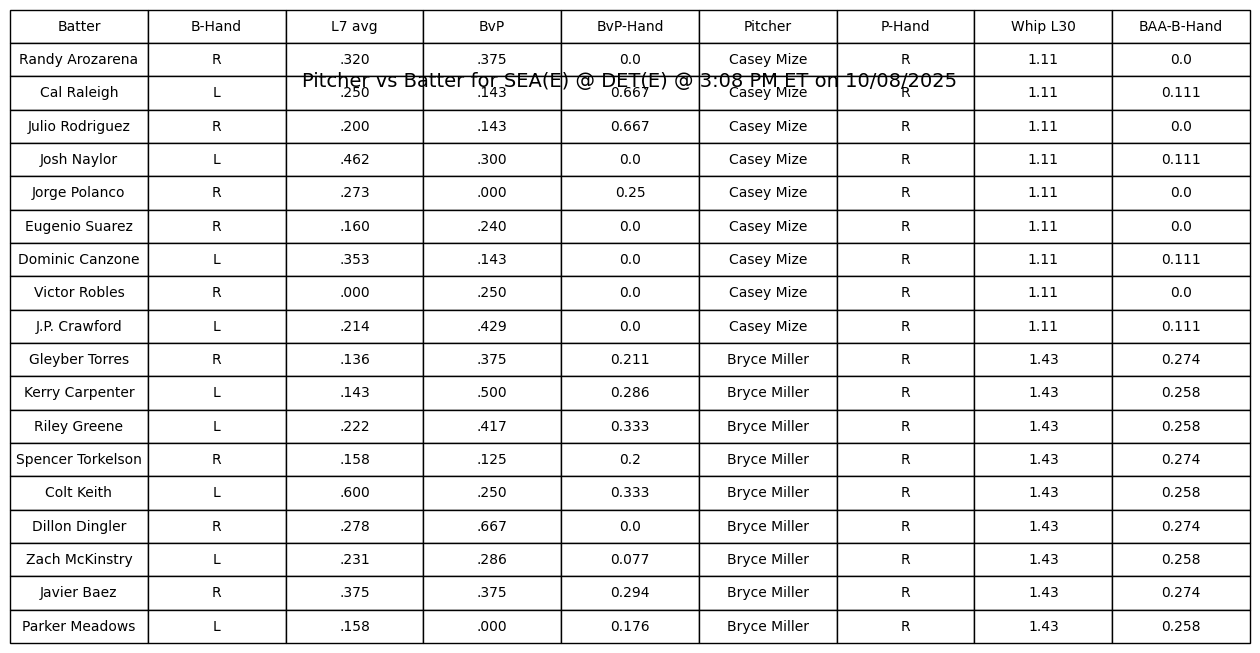 Batter B-Hand L7 avg BvP BvP-Hand Pitcher P-Hand Whip L30 BAA-B-Hand
Randy Arozarena R .320 .375 0.0 Casey Mize R 1.11 0.0
Pitcher vs Batter for SEA(E) @ DET(E) @ 3:08 PM ET on 10/08/2025
Cal Raleigh L .250 .143 0.667 Casey Mize R 1.11 0.111
Julio Rodriguez R .200 .143 0.667 Casey Mize R 1.11 0.0
Josh Naylor L .462 .300 0.0 Casey Mize R 1.11 0.111
Jorge Polanco R .273 .000 0.25 Casey Mize R 1.11 0.0
Eugenio Suarez R .160 .240 0.0 Casey Mize R 1.11 0.0
Dominic Canzone L .353 .143 0.0 Casey Mize R 1.11 0.111
Victor Robles R .000 .250 0.0 Casey Mize R 1.11 0.0
J.P. Crawford L .214 .429 0.0 Casey Mize R 1.11 0.111
Gleyber Torres R .136 .375 0.211 Bryce Miller R 1.43 0.274
Kerry Carpenter L .143 .500 0.286 Bryce Miller R 1.43 0.258
Riley Greene L .222 .417 0.333 Bryce Miller R 1.43 0.258
Spencer Torkelson R .158 .125 0.2 Bryce Miller R 1.43 0.274
Colt Keith L .600 .250 0.333 Bryce Miller R 1.43 0.258
Dillon Dingler R .278 .667 0.0 Bryce Miller R 1.43 0.274
Zach McKinstry L .231 .286 0.077 Bryce Miller R 1.43 0.258
Javier Baez R .375 .375 0.294 Bryce Miller R 1.43 0.274
Parker Meadows L .158 .000 0.176 Bryce Miller R 1.43 0.258